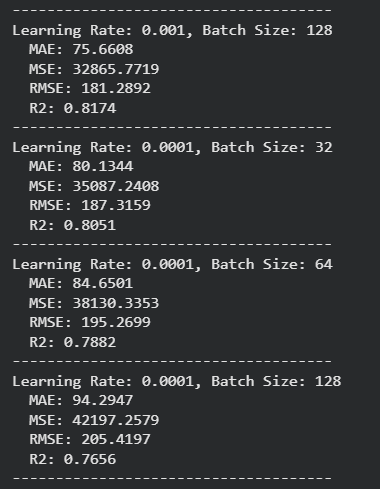 -------------------------------------
Learning Rate: 0.001, Batch Size: 128
  MAE: 75.6608
  MSE: 32865.7719
  RMSE: 181.2892
  R2: 0.8174
-------------------------------------
Learning Rate: 0.0001, Batch Size: 32
  MAE: 80.1344
  MSE: 35087.2408
  RMSE: 187.3159
  R2: 0.8051
-------------------------------------
Learning Rate: 0.0001, Batch Size: 64
  MAE: 84.6501
  MSE: 38130.3353
  RMSE: 195.2699
  R2: 0.7882
-------------------------------------
Learning Rate: 0.0001, Batch Size: 128
  MAE: 94.2947
  MSE: 42197.2579
  RMSE: 205.4197
  R2: 0.7656
-------------------------------------